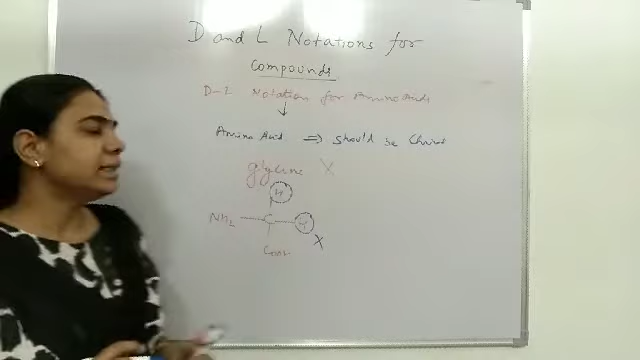 D and L Notations for
Compounds
D-L Notation for Amino Acids
↓
Amino Acid ⇒ should be Chiral
glycine X
H
NH2 — C — H
X
COOH